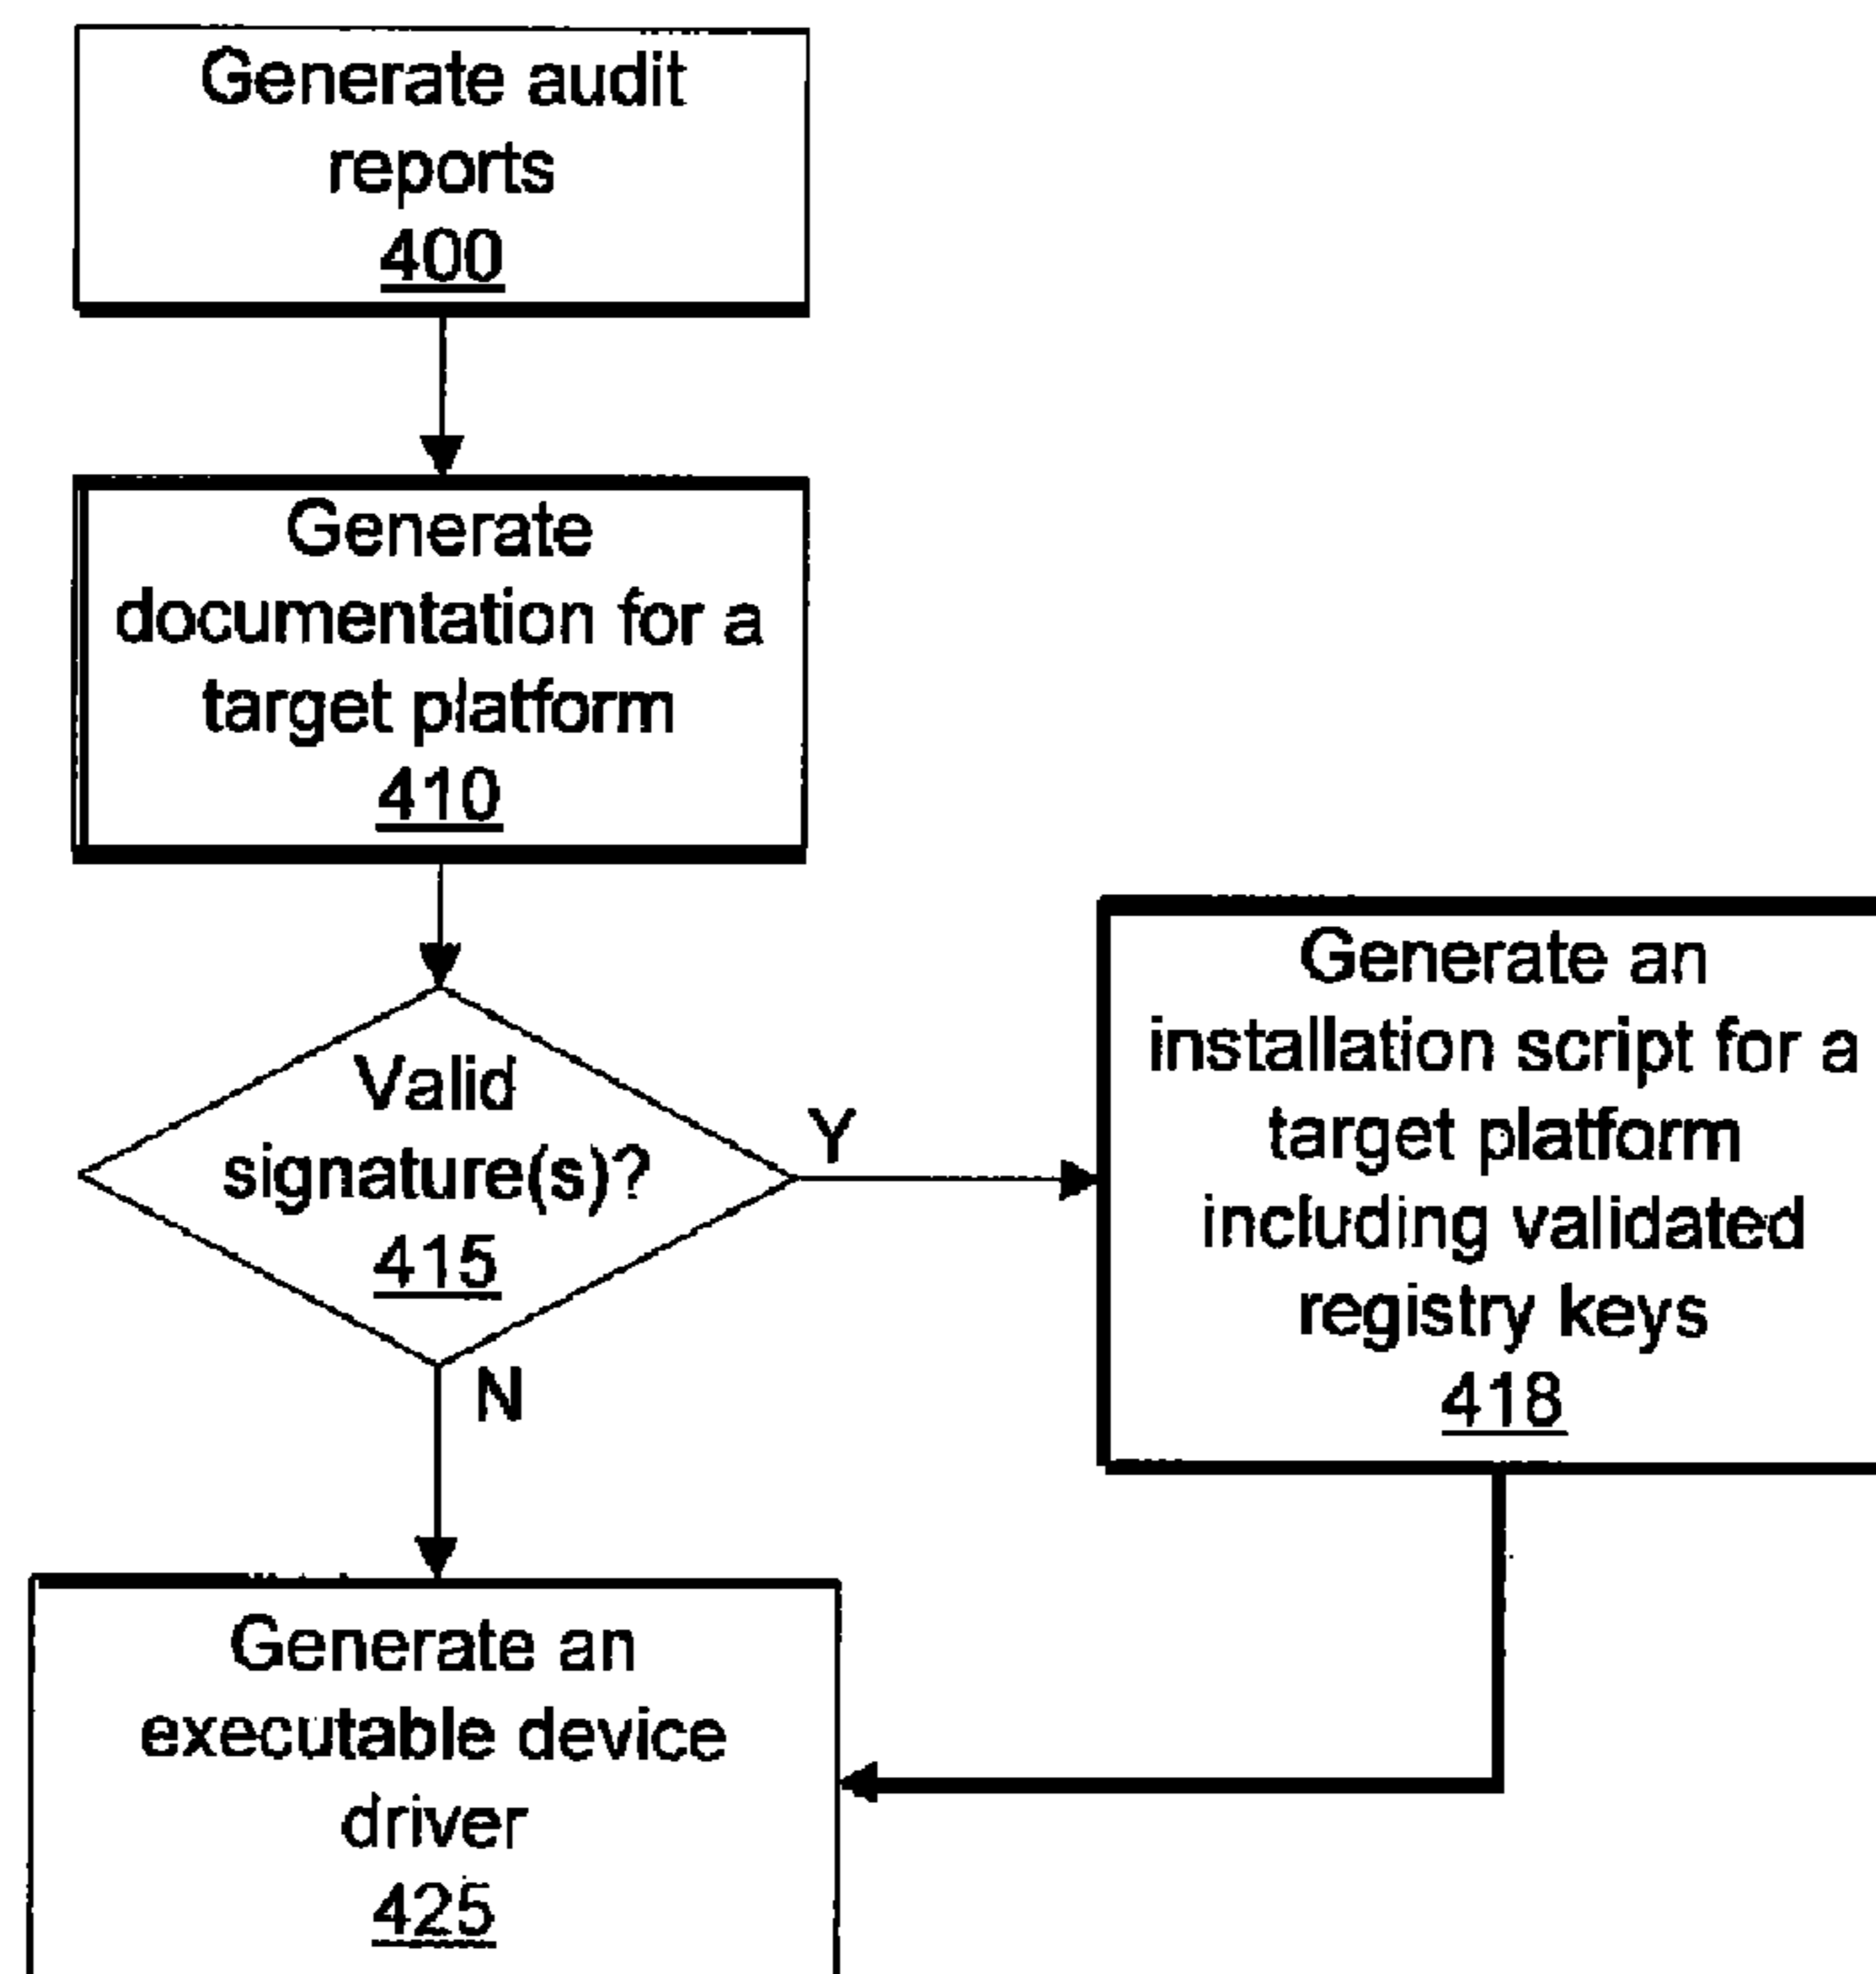 Generate audit
reports
400
Generate
documentation for a
target platform
410
Valid
signature(s)?
415
Y
N
Generate an
installation script for a
target platform
including validated
registry keys
418
Generate an
executable device
driver
425